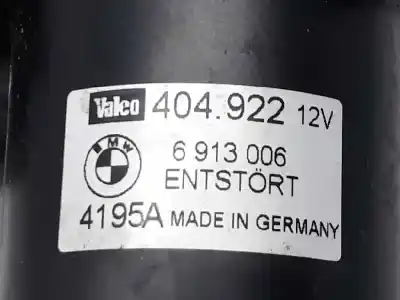 Valeo 404.922 12V
BMW 6 913 006
ENTSTÖRT
4195A MADE IN GERMANY